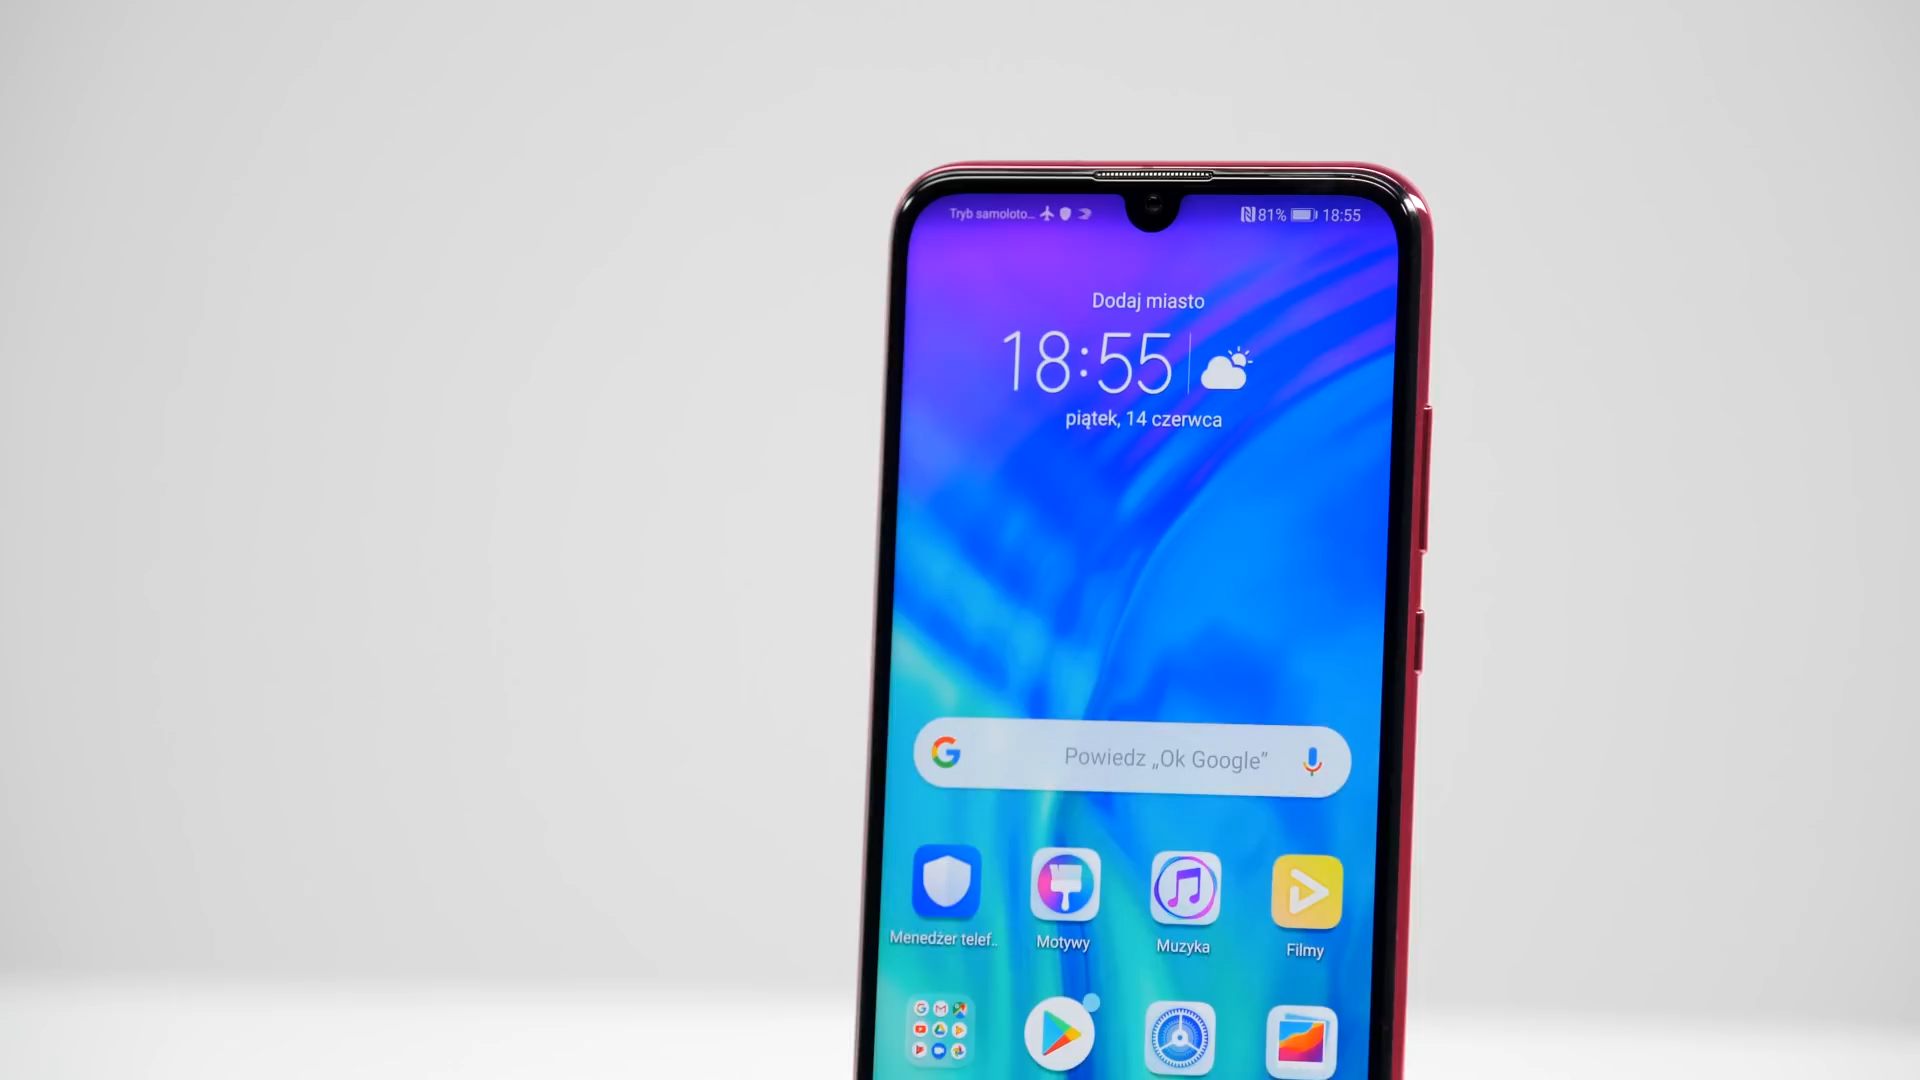 Tryb samoloto...
81% 18:55
Dodaj miasto
18:55
piątek, 14 czerwca
Powiedz „Ok Google”
Menedżer telef..
Motywy
Muzyka
Filmy